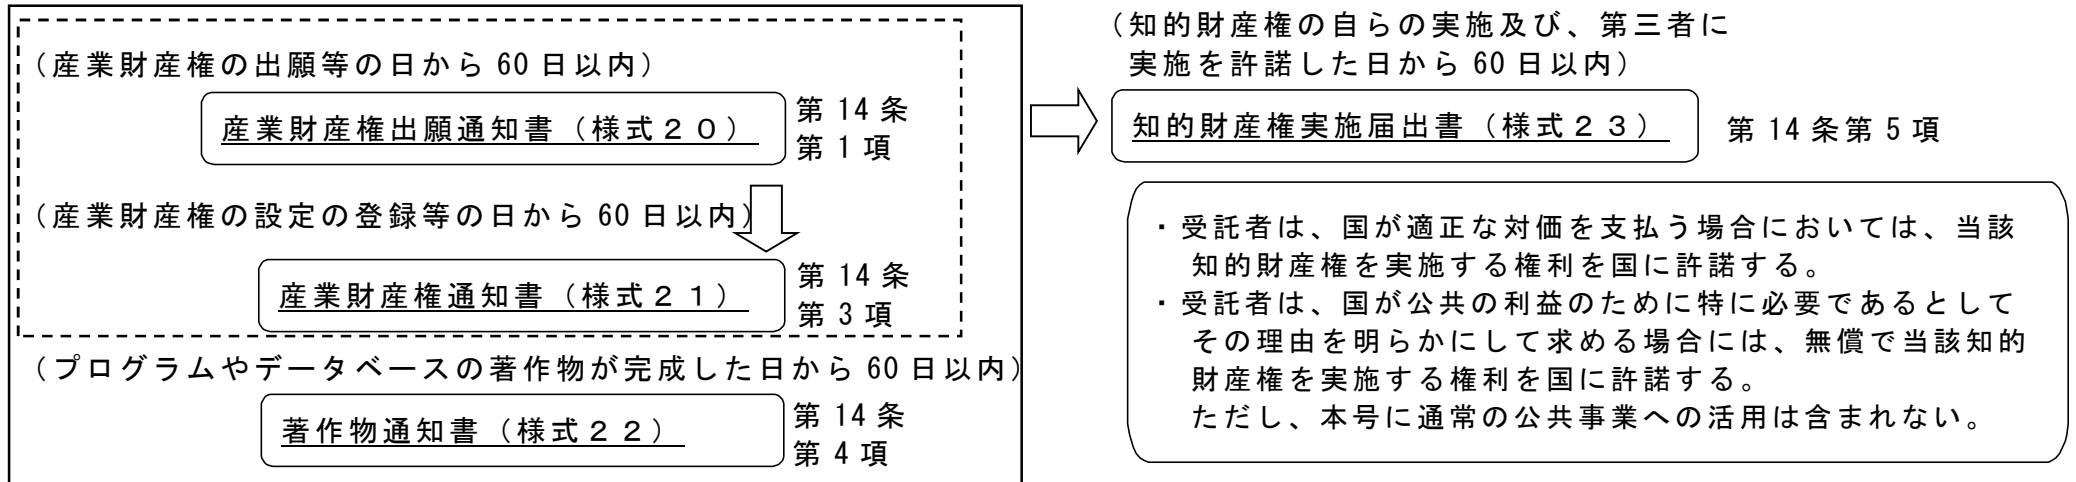 (産業財産権の出願等の日から 60 日以内)
産業財産権出願通知書(様式20)
第 14 条
第 1 項
(産業財産権の設定の登録等の日から 60 日以内)
産業財産権通知書(様式21)
第 14 条
第 3 項
(プログラムやデータベースの著作物が完成した日から 60 日以内)
著作物通知書(様式22)
第 14 条
第 4 項
(知的財産権の自らの実施及び、第三者に
実施を許諾した日から 60 日以内)
知的財産権実施届出書(様式23)
第 14 条第 5 項
・受託者は、国が適正な対価を支払う場合においては、当該
知的財産権を実施する権利を国に許諾する。
・受託者は、国が公共の利益のために特に必要であるとして
その理由を明らかにして求める場合には、無償で当該知的
財産権を実施する権利を国に許諾する。
ただし、本号に通常の公共事業への活用は含まれない。